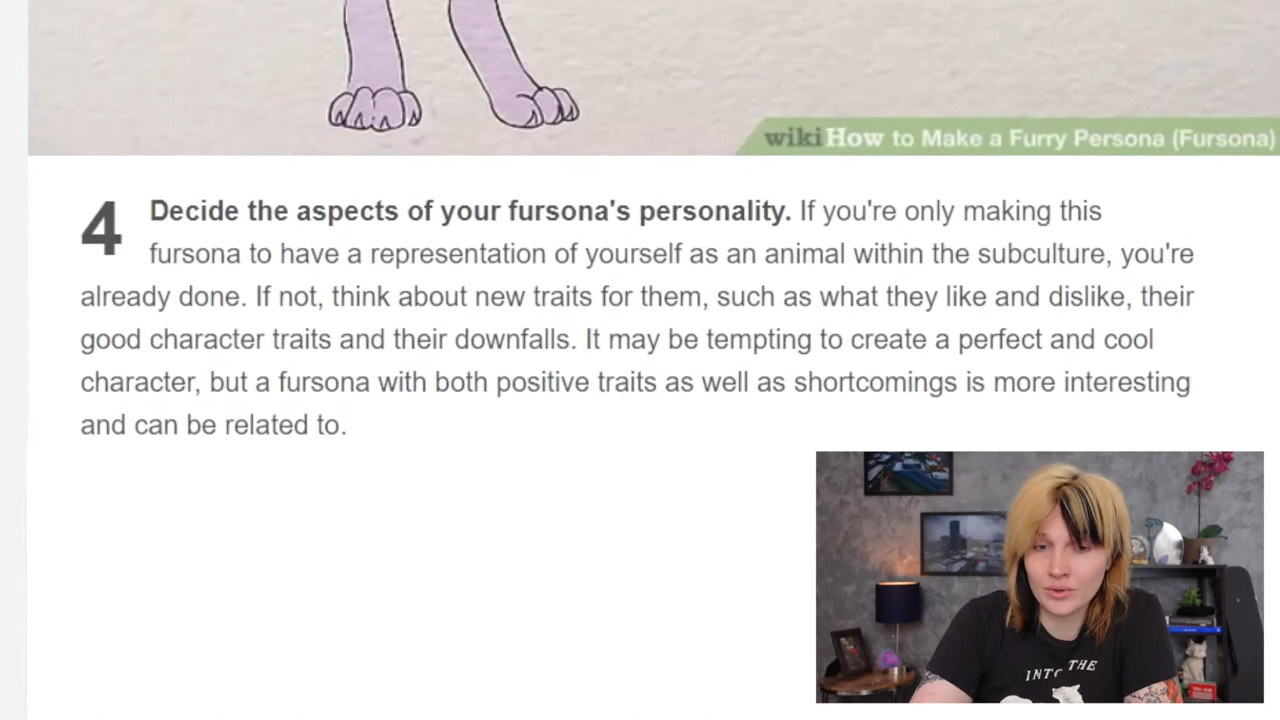 wikiHow to Make a Furry Persona (Fursona)
4 Decide the aspects of your fursona's personality. If you're only making this
fursona to have a representation of yourself as an animal within the subculture, you're
already done. If not, think about new traits for them, such as what they like and dislike, their
good character traits and their downfalls. It may be tempting to create a perfect and cool
character, but a fursona with both positive traits as well as shortcomings is more interesting
and can be related to.
INTO THE